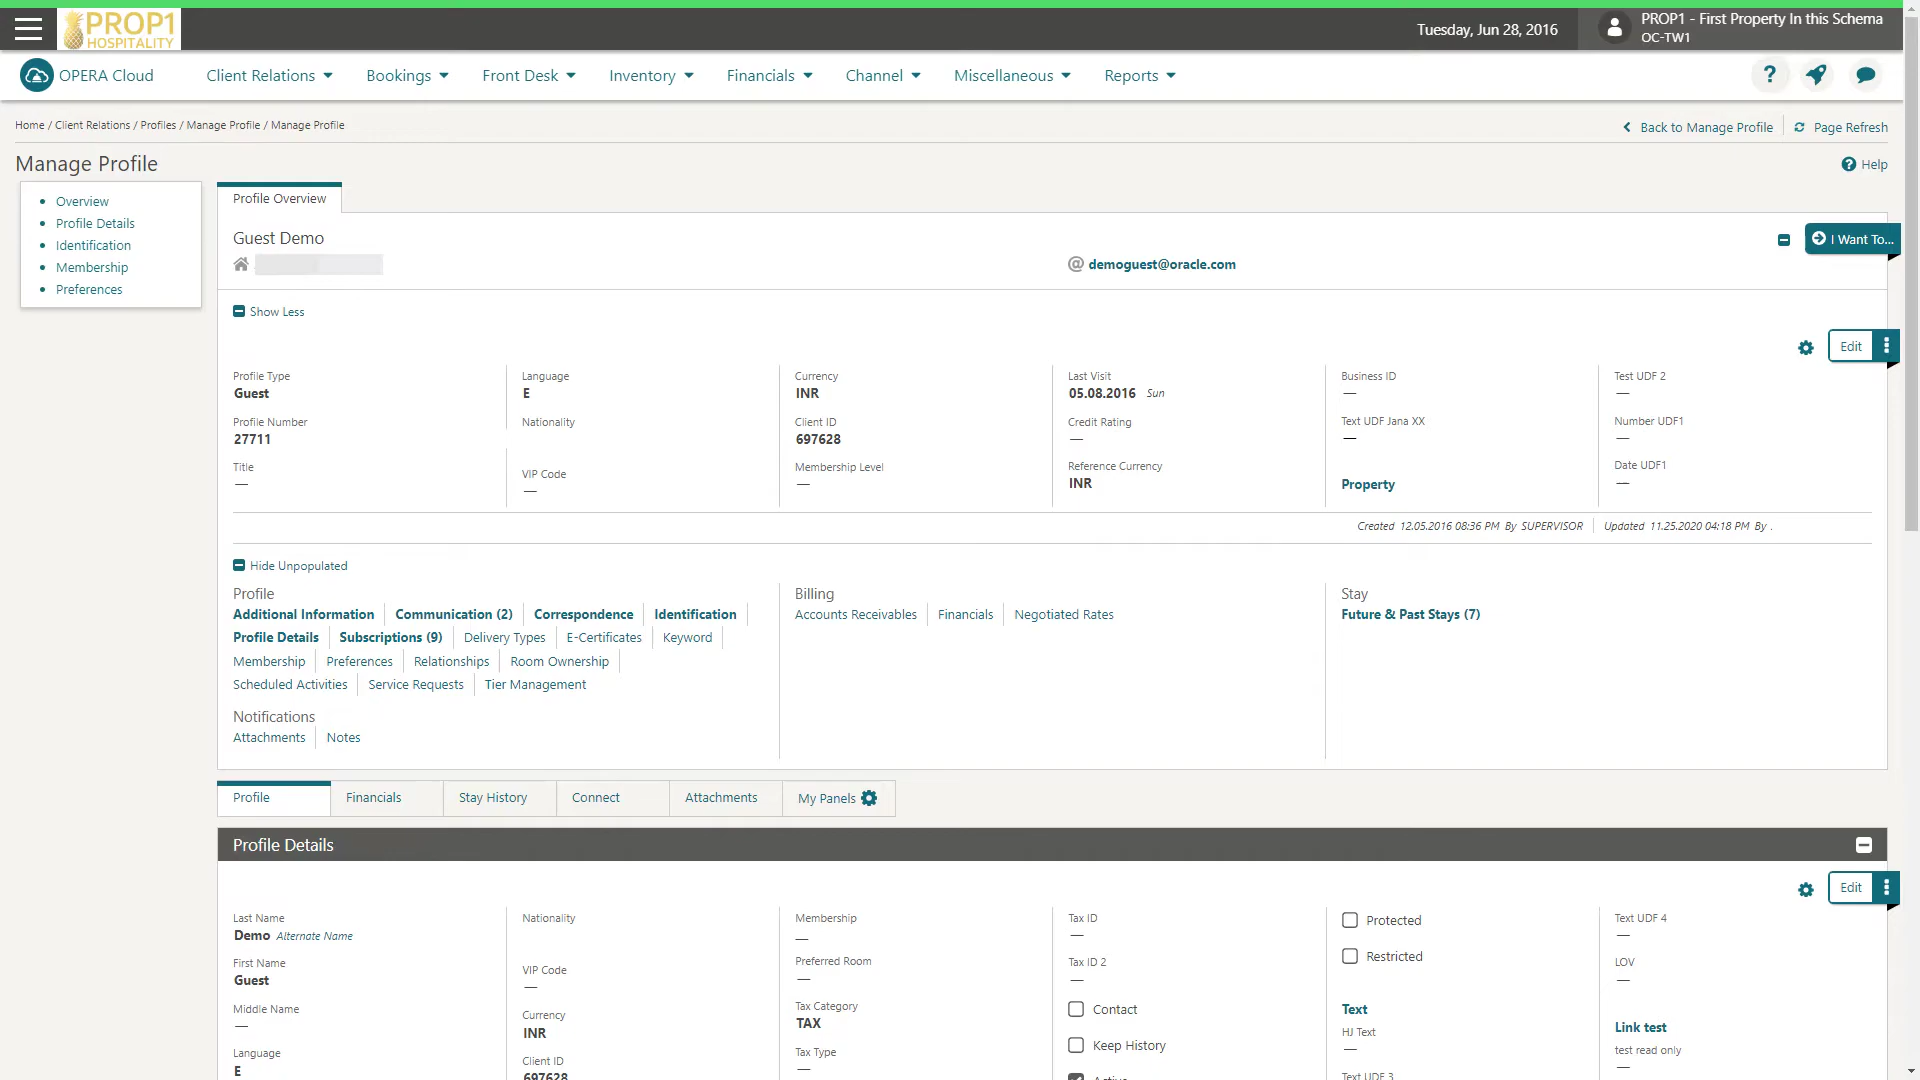 PROP1
HOSPITALITY
Tuesday, Jun 28, 2016
PROP1 - First Property In this Schema
OC-TW1
OPERA Cloud
Client Relations
Bookings
Front Desk
Inventory
Financials
Channel
Miscellaneous
Reports
Home / Client Relations / Profiles / Manage Profile / Manage Profile
Back to Manage Profile
Page Refresh
Manage Profile
Help
Overview
Profile Details
Identification
Membership
Preferences
Profile Overview
Guest Demo
I Want To...
@ demoguest@oracle.com
Show Less
Edit
Profile Type
Guest
Profile Number
27711
Title
—
Language
E
Nationality
VIP Code
—
Currency
INR
Client ID
697628
Membership Level
—
Last Visit
05.08.2016 Sun
Credit Rating
—
Reference Currency
INR
Business ID
—
Text UDF Jana XX
—
Property
Test UDF 2
—
Number UDF1
—
Date UDF1
—
Created 12.05.2016 08:36 PM By SUPERVISOR
Updated 11.25.2020 04:18 PM By .
Hide Unpopulated
Profile
Additional Information
Communication (2)
Correspondence
Identification
Profile Details
Subscriptions (9)
Delivery Types
E-Certificates
Keyword
Membership
Preferences
Relationships
Room Ownership
Scheduled Activities
Service Requests
Tier Management
Notifications
Attachments
Notes
Billing
Accounts Receivables
Financials
Negotiated Rates
Stay
Future & Past Stays (7)
Profile
Financials
Stay History
Connect
Attachments
My Panels
Profile Details
Edit
Last Name
Demo Alternate Name
First Name
Guest
Middle Name
—
Language
E
Nationality
VIP Code
—
Currency
INR
Client ID
697628
Membership
—
Preferred Room
—
Tax Category
TAX
Tax Type
—
Tax ID
—
Tax ID 2
—
Contact
Keep History
Active
Protected
Restricted
Text
HJ Text
—
Text UDF 3
Text UDF 4
—
LOV
—
Link test
test read only
—